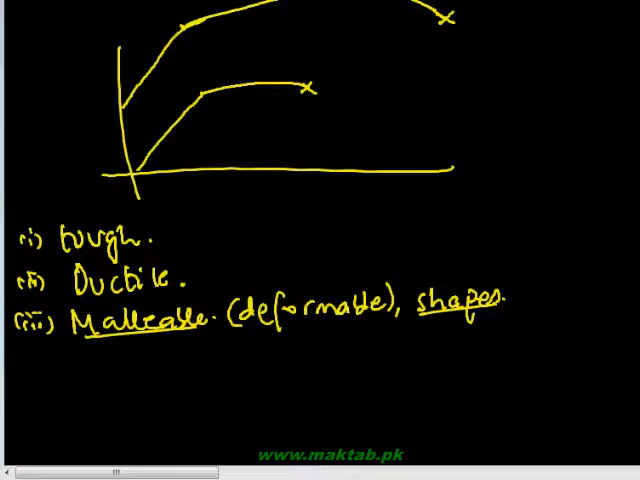 (i) tough.
(ii) Ductile.
(iii) Malleable. (deformable), shapes.
www.maktab.pk